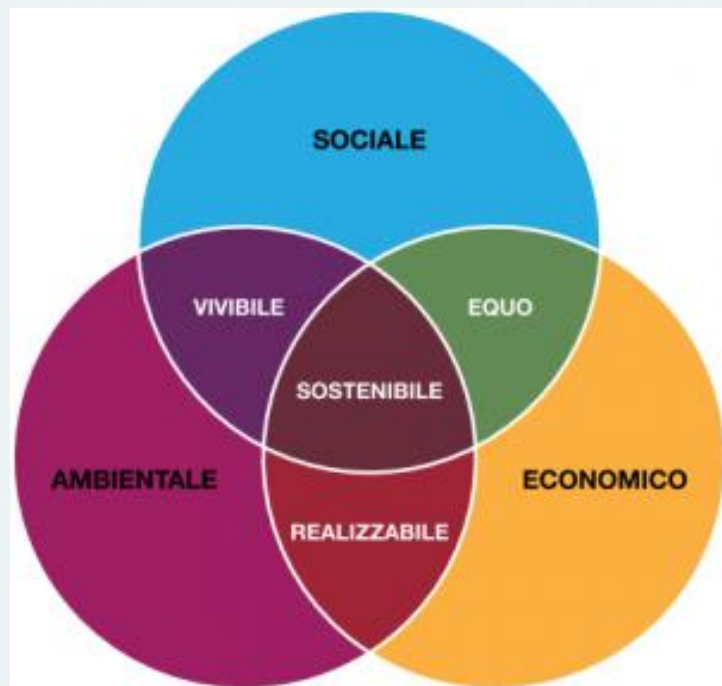 SOCIALE
VIVIBILE
EQUO
SOSTENIBILE
AMBIENTALE
ECONOMICO
REALIZZABILE